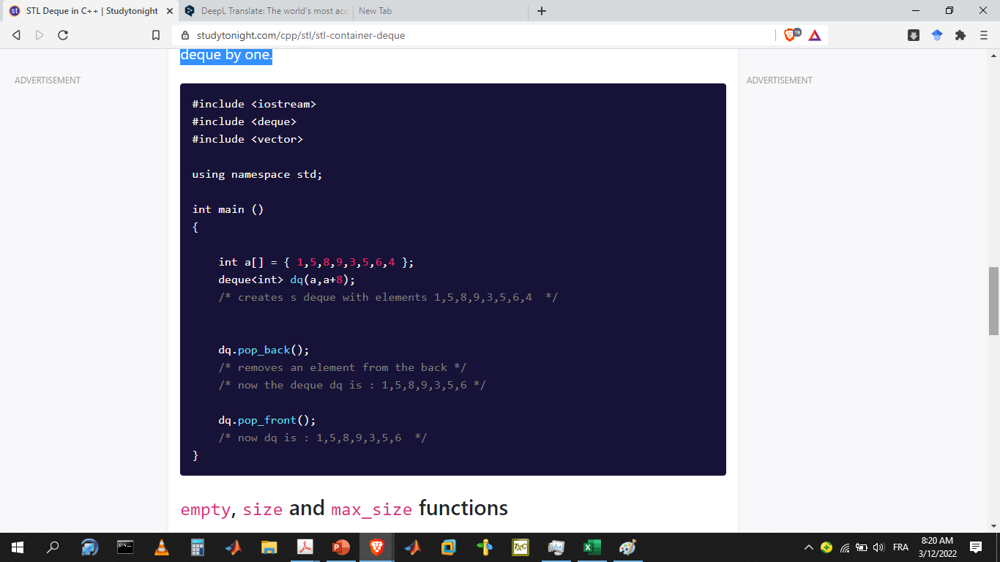 STL Deque in C++ | Studytonight
DeepL Translate: The world's most acc
New Tab
studytonight.com/cpp/stl/stl-container-deque
19
deque by one.
ADVERTISEMENT
ADVERTISEMENT
#include <iostream>
#include <deque>
#include <vector>
using namespace std;
int main ()
{
int a[] = { 1,5,8,9,3,5,6,4 };
deque<int> dq(a,a+8);
/* creates s deque with elements 1,5,8,9,3,5,6,4  */
dq.pop_back();
/* removes an element from the back */
/* now the deque dq is : 1,5,8,9,3,5,6 */
dq.pop_front();
/* now dq is : 1,5,8,9,3,5,6  */
}
empty, size and max_size functions
FRA
8:20 AM
3/12/2022